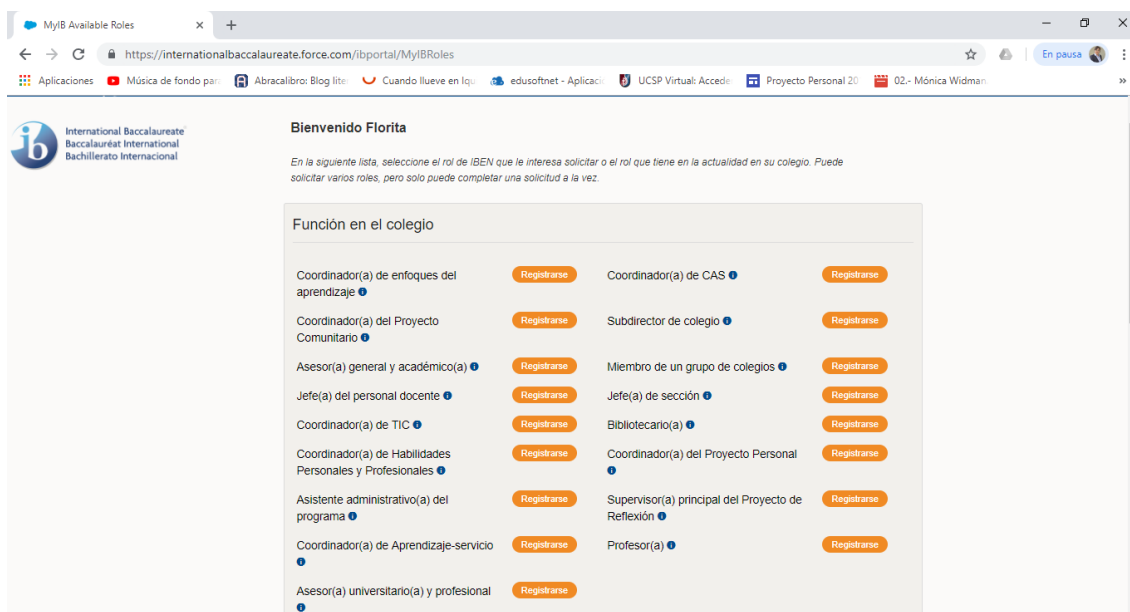 MyIB Available Roles
https://internationalbaccalaureate.force.com/ibportal/MyIBRoles
En pausa
Aplicaciones
Música de fondo par
Abracalibro: Blog lite
Cuando llueve en Iqu
edusoftnet - Aplicaci
UCSP Virtual: Accede
Proyecto Personal 20
02.- Mónica Widman
International Baccalaureate
Baccalauréat International
Bachillerato Internacional
Bienvenido Florita
En la siguiente lista, seleccione el rol de IBEN que le interesa solicitar o el rol que tiene en la actualidad en su colegio. Puede
solicitar varios roles, pero solo puede completar una solicitud a la vez.
Función en el colegio
Coordinador(a) de enfoques del
aprendizaje
Registrarse
Coordinador(a) de CAS
Registrarse
Coordinador(a) del Proyecto
Comunitario
Registrarse
Subdirector de colegio
Registrarse
Asesor(a) general y académico(a)
Registrarse
Miembro de un grupo de colegios
Registrarse
Jefe(a) del personal docente
Registrarse
Jefe(a) de sección
Registrarse
Coordinador(a) de TIC
Registrarse
Bibliotecario(a)
Registrarse
Coordinador(a) de Habilidades
Personales y Profesionales
Registrarse
Coordinador(a) del Proyecto Personal
Registrarse
Asistente administrativo(a) del
programa
Registrarse
Supervisor(a) principal del Proyecto de
Reflexión
Registrarse
Coordinador(a) de Aprendizaje-servicio
Registrarse
Profesor(a)
Registrarse
Asesor(a) universitario(a) y profesional
Registrarse